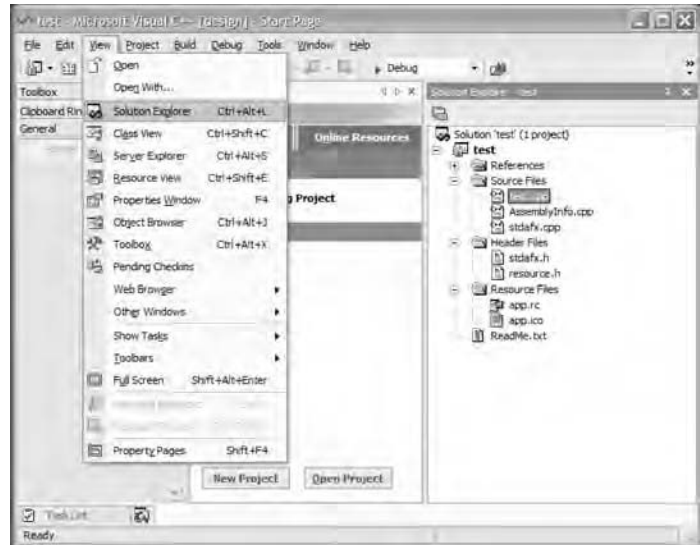 test - Microsoft Visual C++ [design] - Start Page
File Edit View Project Build Debug Tools Window Help
Debug
Toolbox
Clipboard Rin
General
Open
Open With...
Solution Explorer Ctrl+Alt+L
Class View Ctrl+Shift+C
Server Explorer Ctrl+Alt+S
Resource View Ctrl+Shift+E
Properties Window F4
Object Browser Ctrl+Alt+J
Toolbox Ctrl+Alt+X
Pending Checkins
Web Browser
Other Windows
Show Tasks
Toolbars
Full Screen Shift+Alt+Enter
Property Pages Shift+F4
Online Resources
Project
New Project Open Project
Solution Explorer - test
Solution 'test' (1 project)
test
References
Source Files
AssemblyInfo.cpp
stdafx.cpp
Header Files
stdafx.h
resource.h
Resource Files
app.rc
app.ico
ReadMe.txt
Task List
Ready